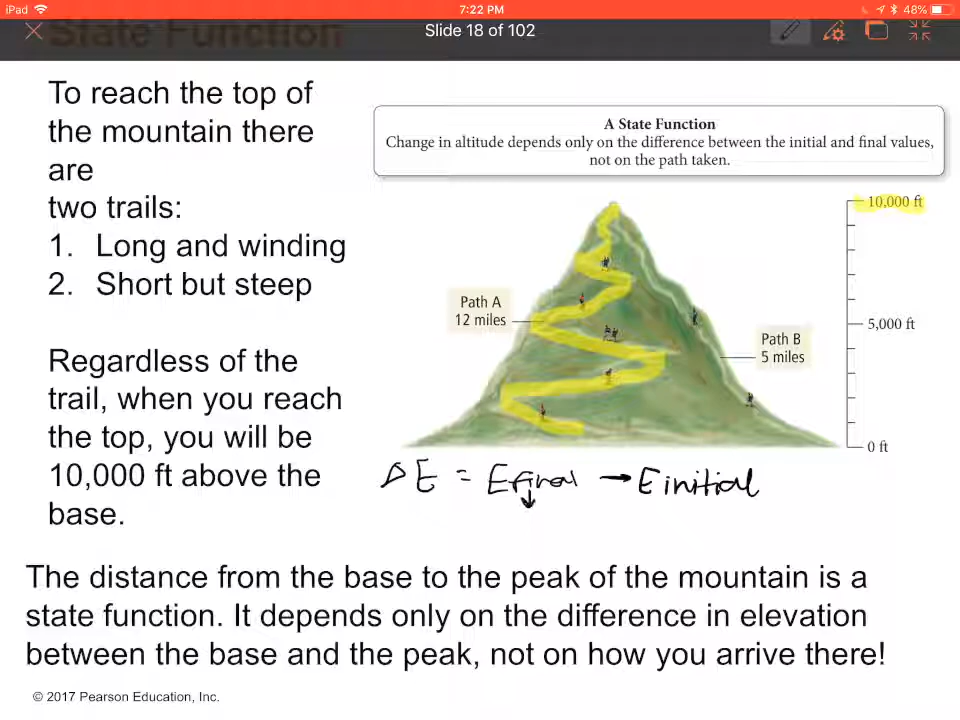 iPad 7:22 PM 48%
State Function
Slide 18 of 102
To reach the top of
the mountain there
are
two trails:
1. Long and winding
2. Short but steep
Regardless of the
trail, when you reach
the top, you will be
10,000 ft above the
base.
A State Function
Change in altitude depends only on the difference between the initial and final values,
not on the path taken.
10,000 ft
Path A
12 miles
5,000 ft
Path B
5 miles
0 ft
ΔE = Efinal → Einitial
The distance from the base to the peak of the mountain is a
state function. It depends only on the difference in elevation
between the base and the peak, not on how you arrive there!
© 2017 Pearson Education, Inc.